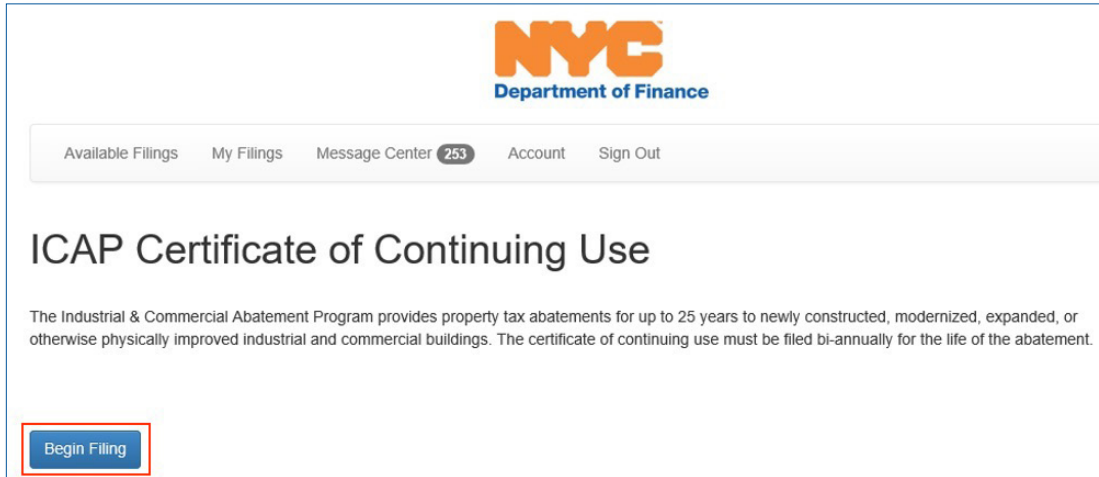 NYC
Department of Finance
Available Filings My Filings Message Center 253 Account Sign Out
ICAP Certificate of Continuing Use
The Industrial & Commercial Abatement Program provides property tax abatements for up to 25 years to newly constructed, modernized, expanded, or
otherwise physically improved industrial and commercial buildings. The certificate of continuing use must be filed bi-annually for the life of the abatement.
Begin Filing